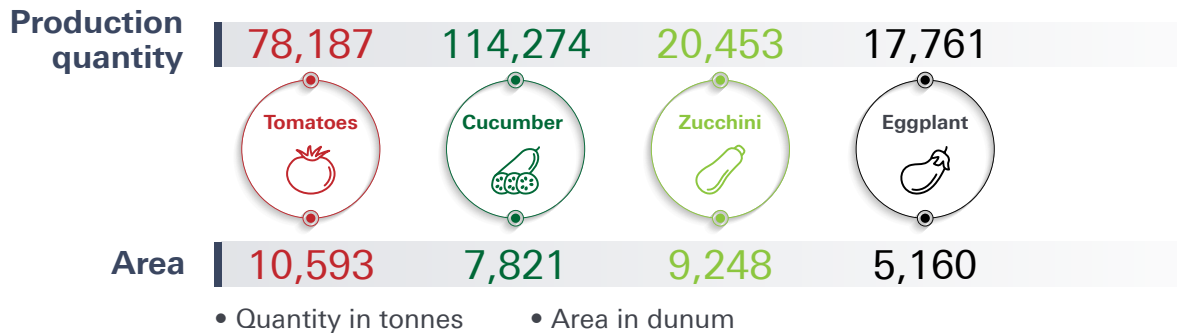 Production
quantity
78,187 114,274 20,453 17,761
Tomatoes Cucumber Zucchini Eggplant
Area 10,593 7,821 9,248 5,160
• Quantity in tonnes • Area in dunum